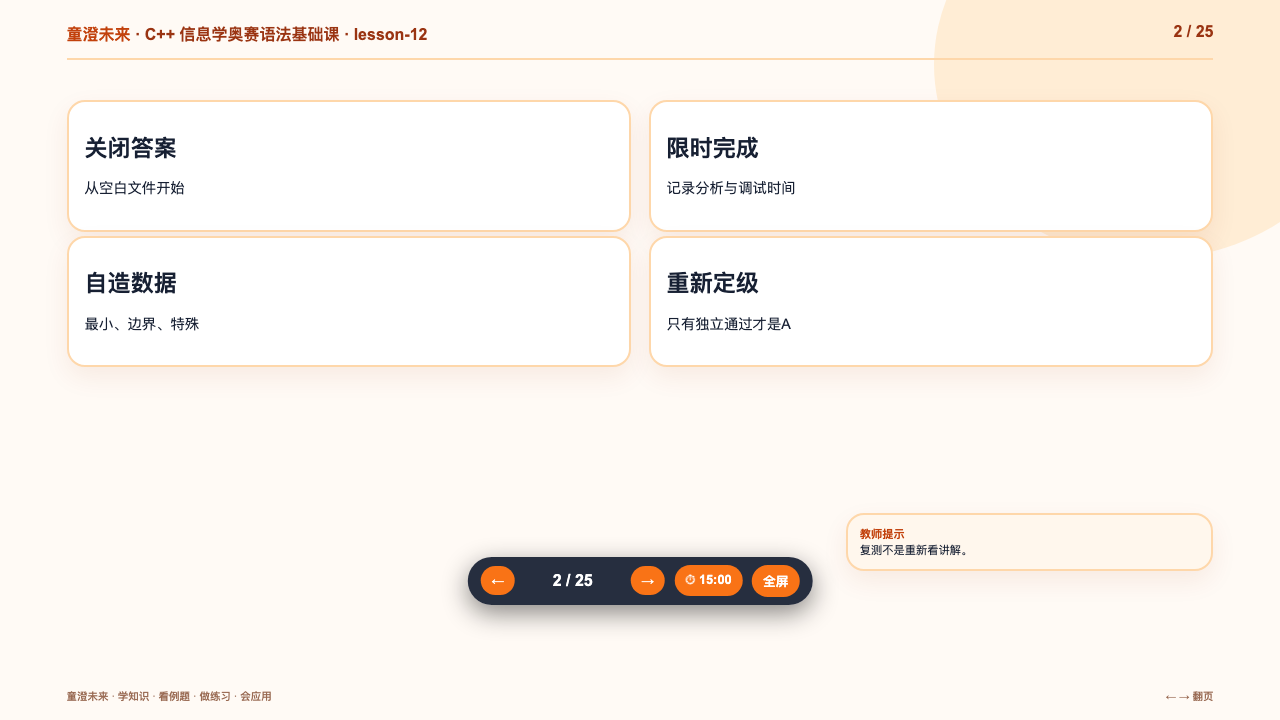 童澄未来 · C++ 信息学奥赛语法基础课 · lesson-12
2 / 25
关闭答案
从空白文件开始
限时完成
记录分析与调试时间
自造数据
最小、边界、特殊
重新定级
只有独立通过才是A
教师提示
复测不是重新看讲解。
← 2 / 25 → ⏱ 15:00 全屏
童澄未来 · 学知识 · 看例题 · 做练习 · 会应用
← → 翻页